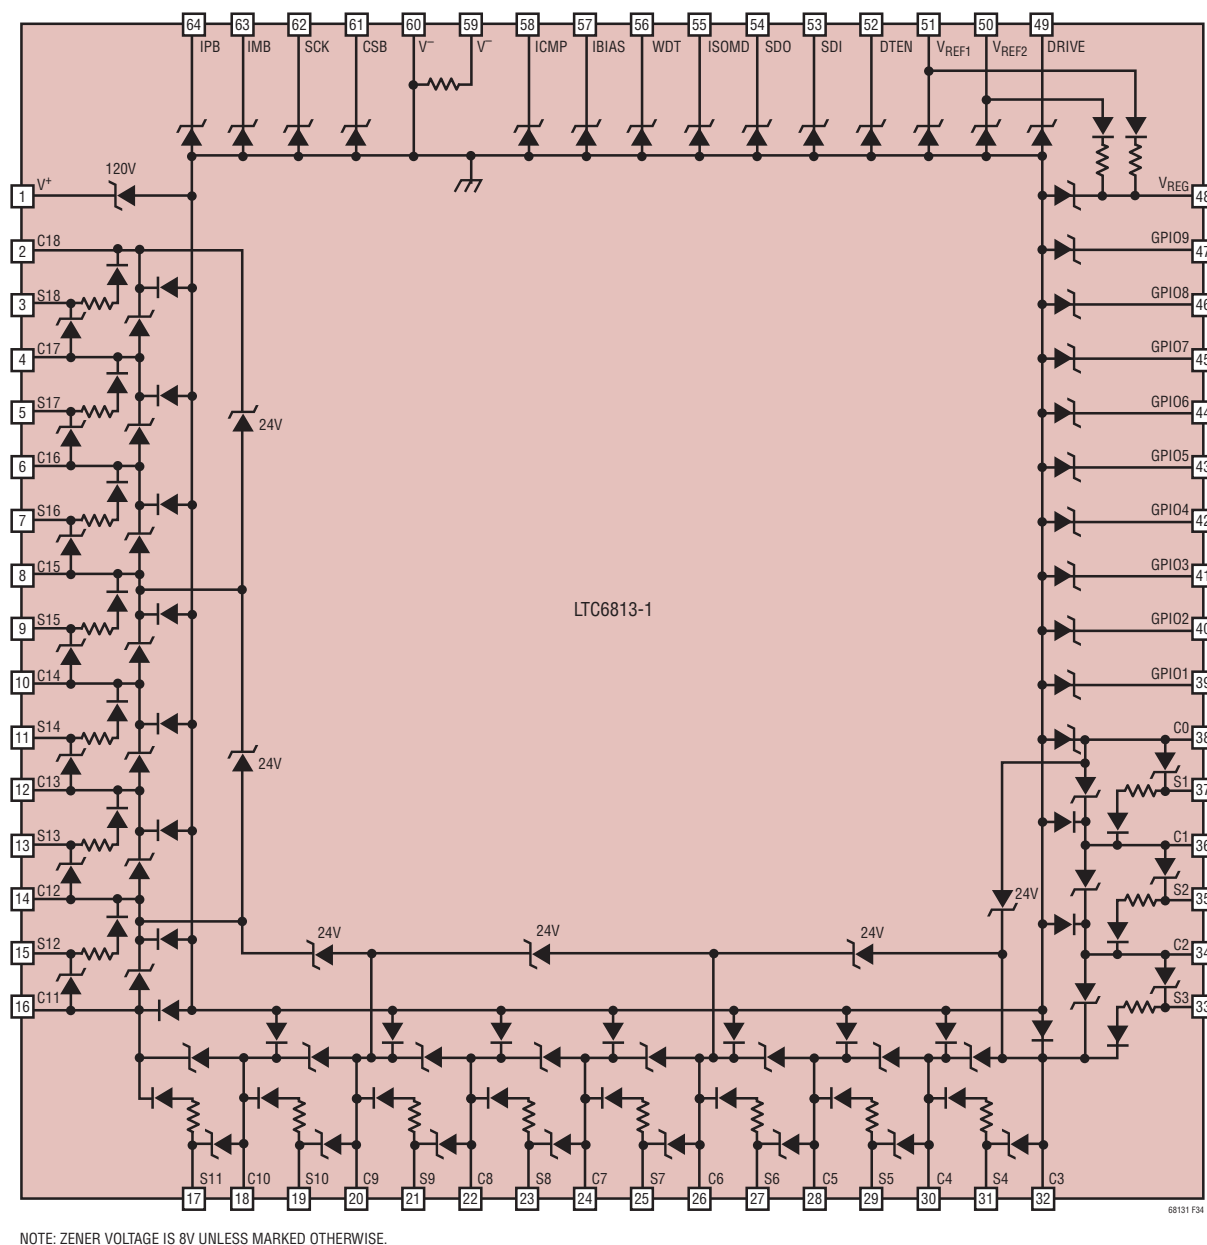 64 63 62 61 60 59 58 57 56 55 54 53 52 51 50 49
IPB IMB SCK CSB V– V– ICMP IBIAS WDT ISOMD SDO SDI DTEN VREF1 VREF2 DRIVE
120V
1 V+
VREG 48
2 C18
GPIO9 47
3 S18
GPIO8 46
4 C17
GPIO7 45
5 S17
GPIO6 44
24V
6 C16
GPIO5 43
7 S16
GPIO4 42
8 C15
GPIO3 41
LTC6813-1
9 S15
GPIO2 40
10 C14
GPIO1 39
11 S14
C0 38
24V
12 C13
S1 37
13 S13
C1 36
14 C12
S2 35
24V
24V 24V 24V
15 S12
C2 34
16 C11
S3 33
S11 C10 S10 C9 S9 C8 S8 C7 S7 C6 S6 C5 S5 C4 S4 C3
17 18 19 20 21 22 23 24 25 26 27 28 29 30 31 32
68131 F34
NOTE: ZENER VOLTAGE IS 8V UNLESS MARKED OTHERWISE.